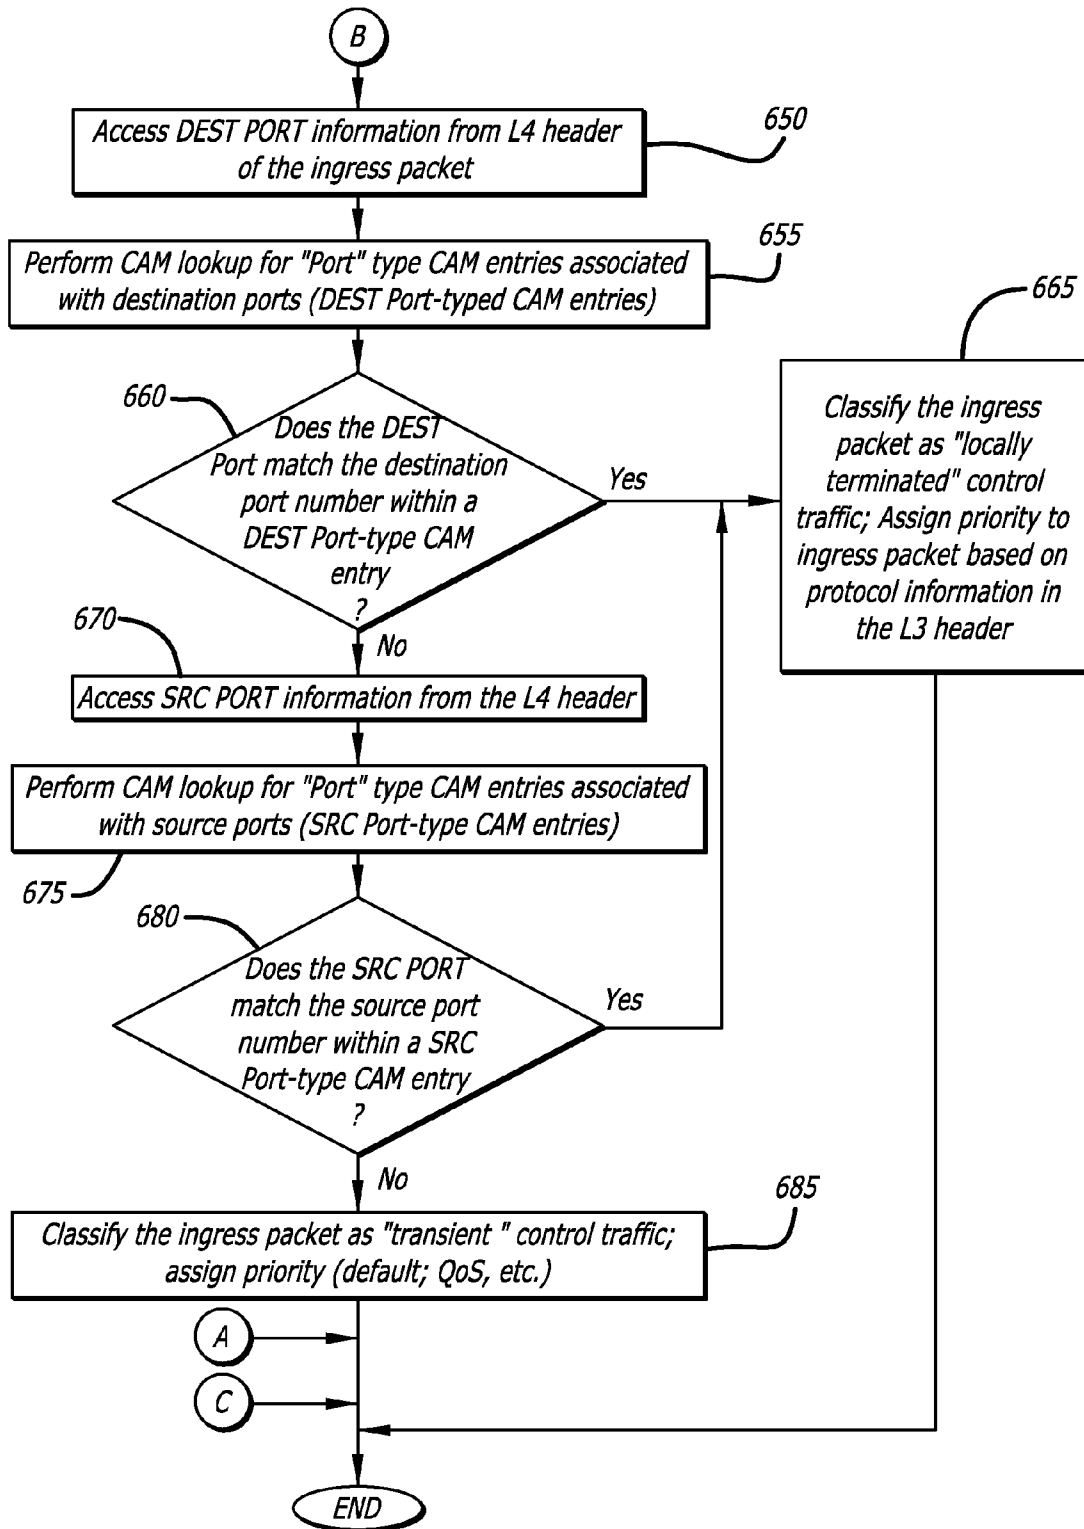 B
Access DEST PORT information from L4 header
of the ingress packet
650
Perform CAM lookup for "Port" type CAM entries associated
with destination ports (DEST Port-typed CAM entries)
655
665
660
Does the DEST
Port match the destination
port number within a
DEST Port-type CAM
entry
?
Yes
Classify the ingress
packet as "locally
terminated" control
traffic; Assign priority to
ingress packet based on
protocol information in
the L3 header
No
670
Access SRC PORT information from the L4 header
Perform CAM lookup for "Port" type CAM entries associated
with source ports (SRC Port-type CAM entries)
675
680
Does the SRC PORT
match the source port
number within a SRC
Port-type CAM entry
?
Yes
No
685
Classify the ingress packet as "transient " control traffic;
assign priority (default; QoS, etc.)
A
C
END